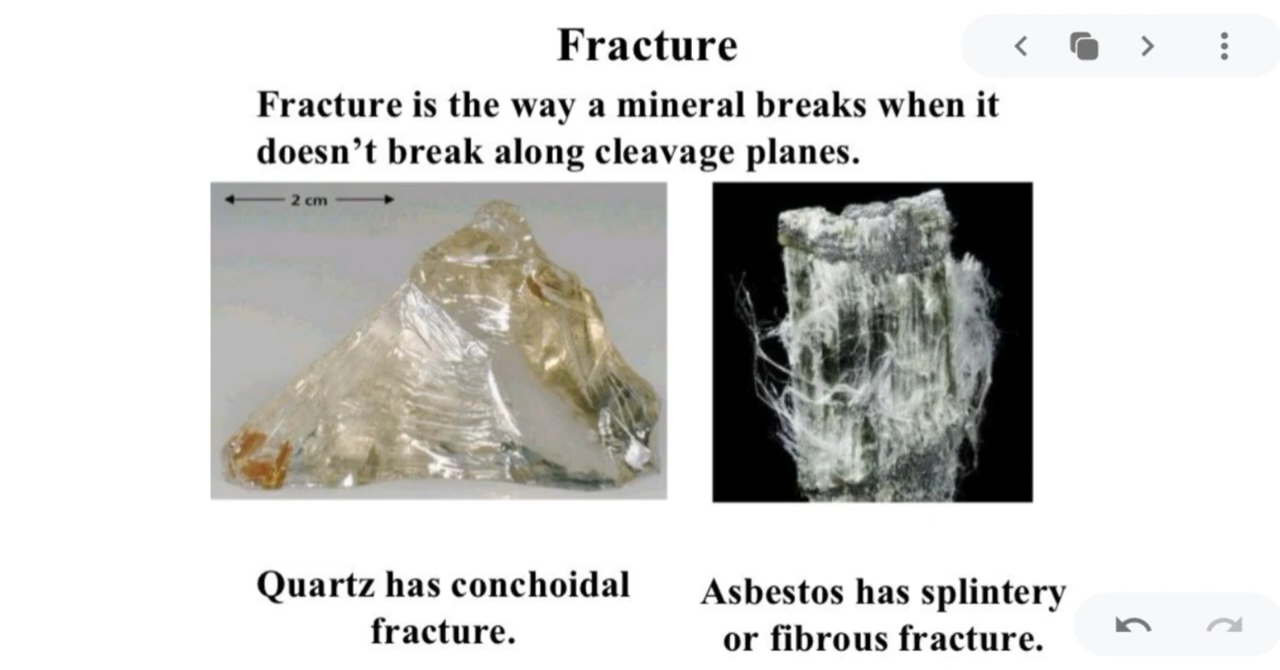 Fracture
Fracture is the way a mineral breaks when it
doesn’t break along cleavage planes.
2 cm
Quartz has conchoidal
fracture.
Asbestos has splintery
or fibrous fracture.